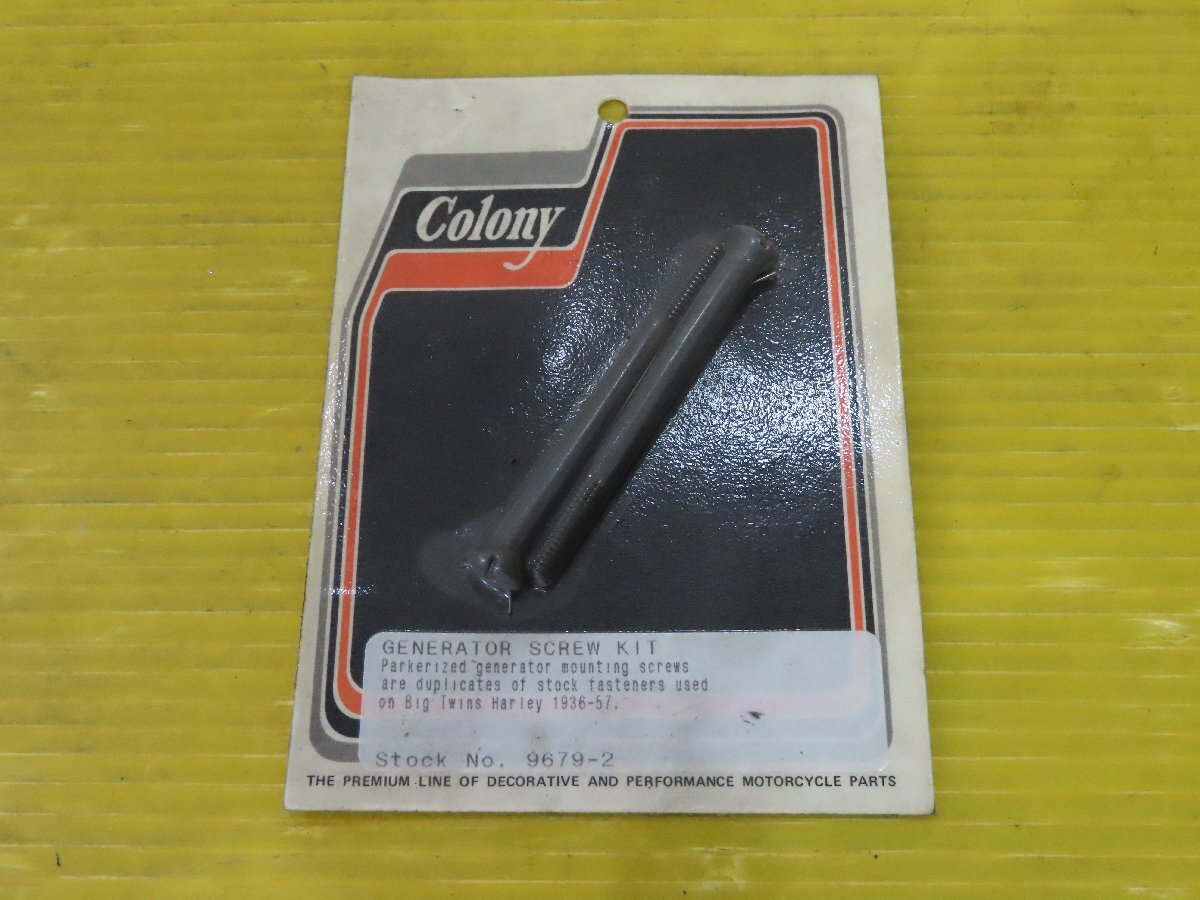 Colony
GENERATOR SCREW KIT
Parkerized generator mounting screws
are duplicates of stock fasteners used
on Big Twins Harley 1936-57.
Stock No. 9679-2
THE PREMIUM LINE OF DECORATIVE AND PERFORMANCE MOTORCYCLE PARTS